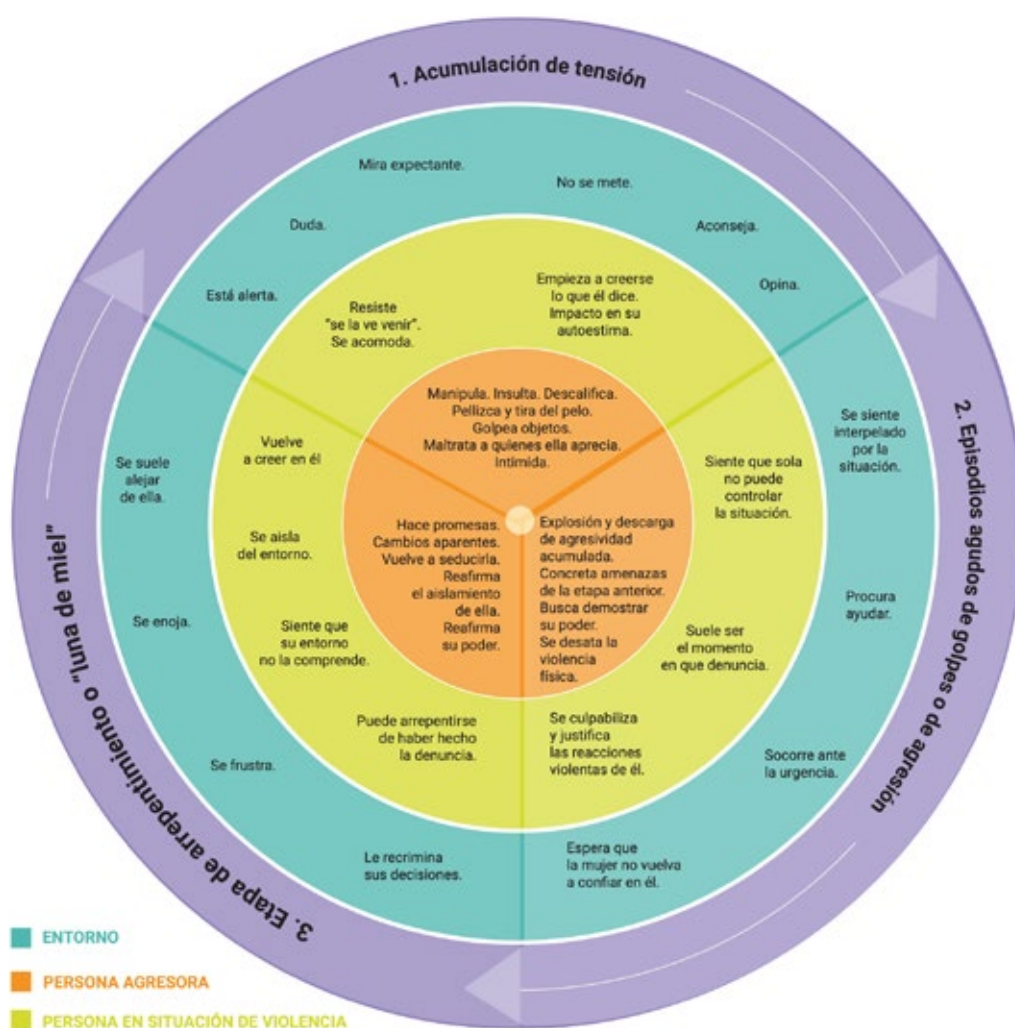 1. Acumulación de tensión
Mira expectante.
No se mete.
Duda.
Aconseja.
Está alerta.
Opina.
Resiste
"se la ve venir".
Se acomoda.
Empieza a creerse
lo que él dice.
Impacto en su
autoestima.
Manipula. Insulta. Descalifica.
Pellizca y tira del pelo.
Golpea objetos.
Maltrata a quienes ella aprecia.
Intimida.
2. Episodios agudos de golpes o de agresión
Se siente
interpelado
por la
situación.
Procura
ayudar.
Socorre ante
la urgencia.
Espera que
la mujer no vuelva
a confiar en él.
Siente que sola
no puede
controlar
la situación.
Suele ser
el momento
en que denuncia.
Se culpabiliza
y justifica
las reacciones
violentas de él.
Explosión y descarga
de agresividad
acumulada.
Concreta amenazas
de la etapa anterior.
Busca demostrar
su poder.
Se desata la
violencia
física.
3. Etapa de arrepentimiento o "luna de miel"
Se suele
alejar
de ella.
Se enoja.
Se frustra.
Le recrimina
sus decisiones.
Vuelve
a creer en él
Se aisla
del entorno.
Siente que
su entorno
no la comprende.
Puede arrepentirse
de haber hecho
la denuncia.
Hace promesas.
Cambios aparentes.
Vuelve a seducirla.
Reafirma
el aislamiento
de ella.
Reafirma
su poder.
ENTORNO
PERSONA AGRESORA
PERSONA EN SITUACIÓN DE VIOLENCIA